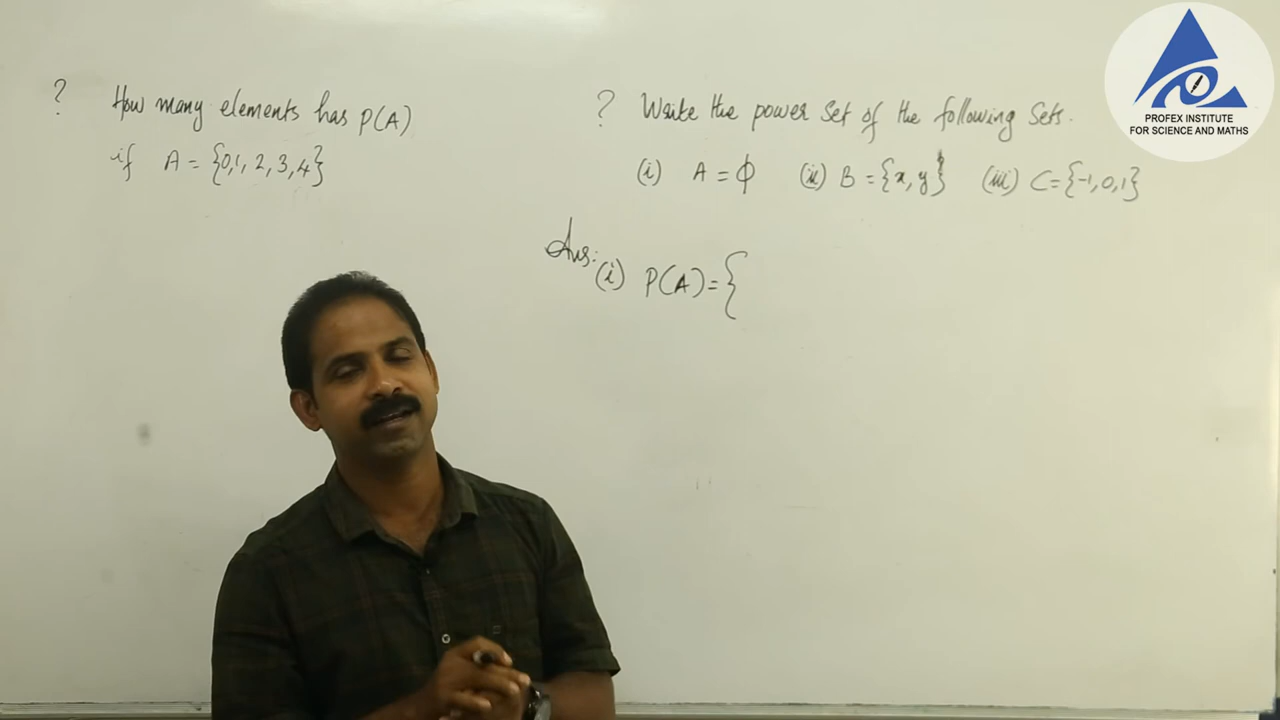 ? How many elements has P(A)
if A = {0,1, 2, 3, 4}
? Write the power set of the following sets.
(i) A = ϕ (ii) B = {x, y} (iii) C = {-1, 0, 1}
Ans:
(i) P(A) = {
PROFEX INSTITUTE
FOR SCIENCE AND MATHS